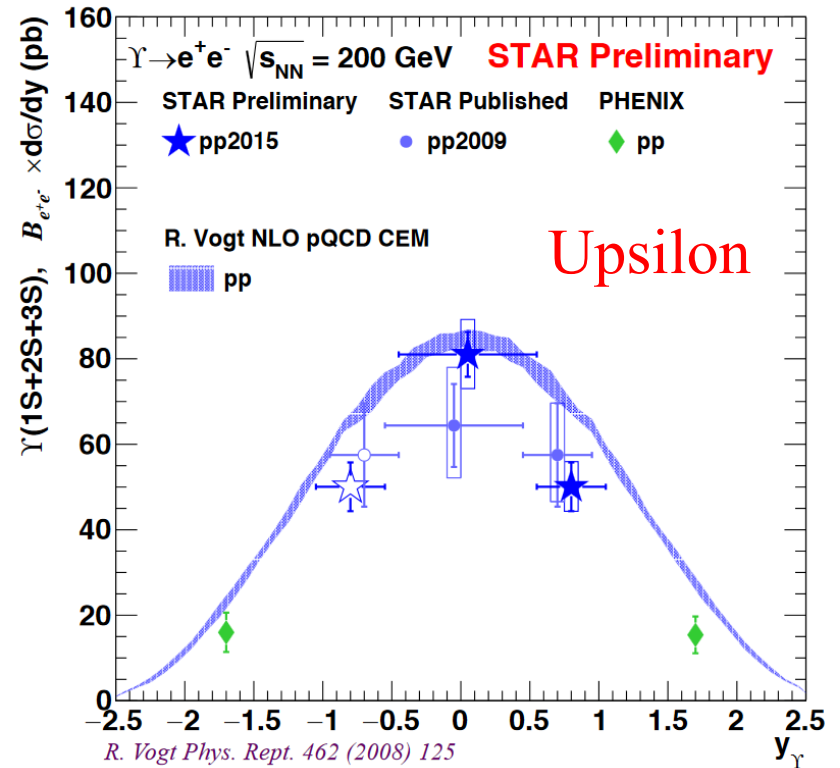 ϒ→e⁺e⁻ √s_NN = 200 GeV STAR Preliminary
STAR Preliminary STAR Published PHENIX
pp2015 pp2009 pp
R. Vogt NLO pQCD CEM
pp
Upsilon
ϒ(1S+2S+3S), B_e⁺e⁻ ×dσ/dy (pb)
160
140
120
100
80
60
40
20
0
−2.5 −2 −1.5 −1 −0.5 0 0.5 1 1.5 2 2.5
y_ϒ
R. Vogt Phys. Rept. 462 (2008) 125